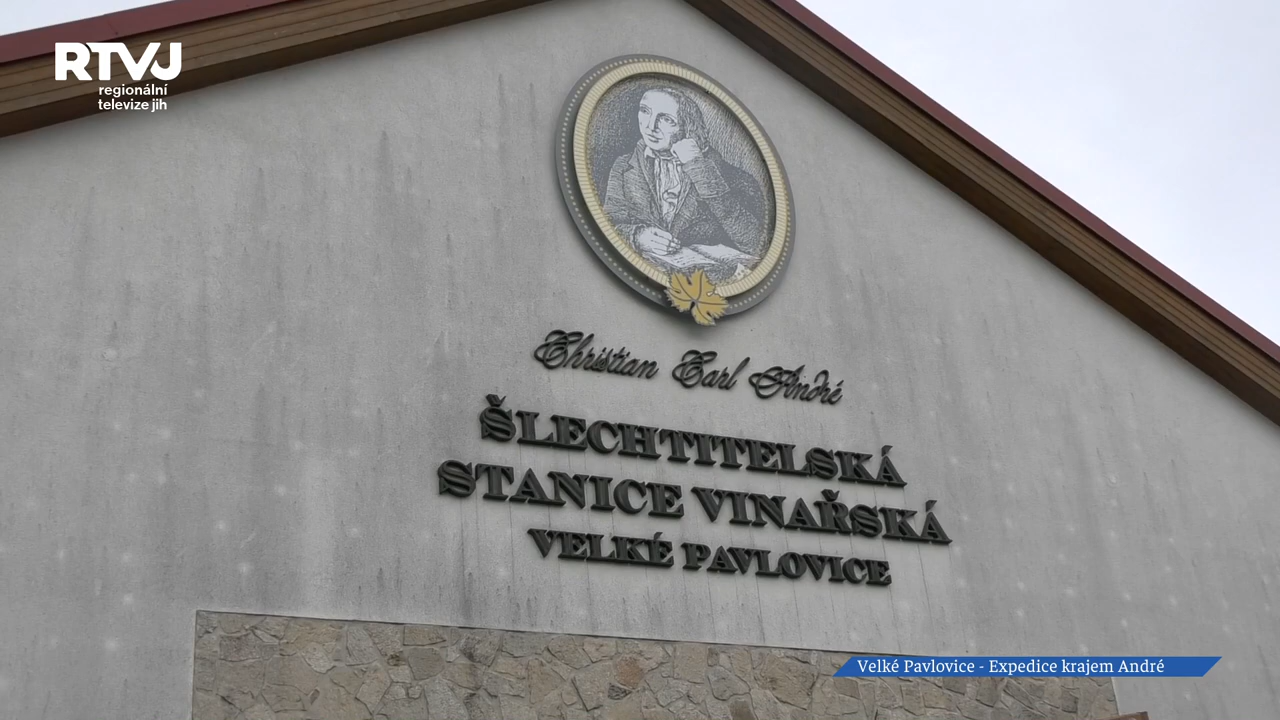 RTVJ
regionální
televize jih
Christian Carl André
ŠLECHTITELSKÁ
STANICE VINAŘSKÁ
VELKÉ PAVLOVICE
Velké Pavlovice - Expedice krajem André